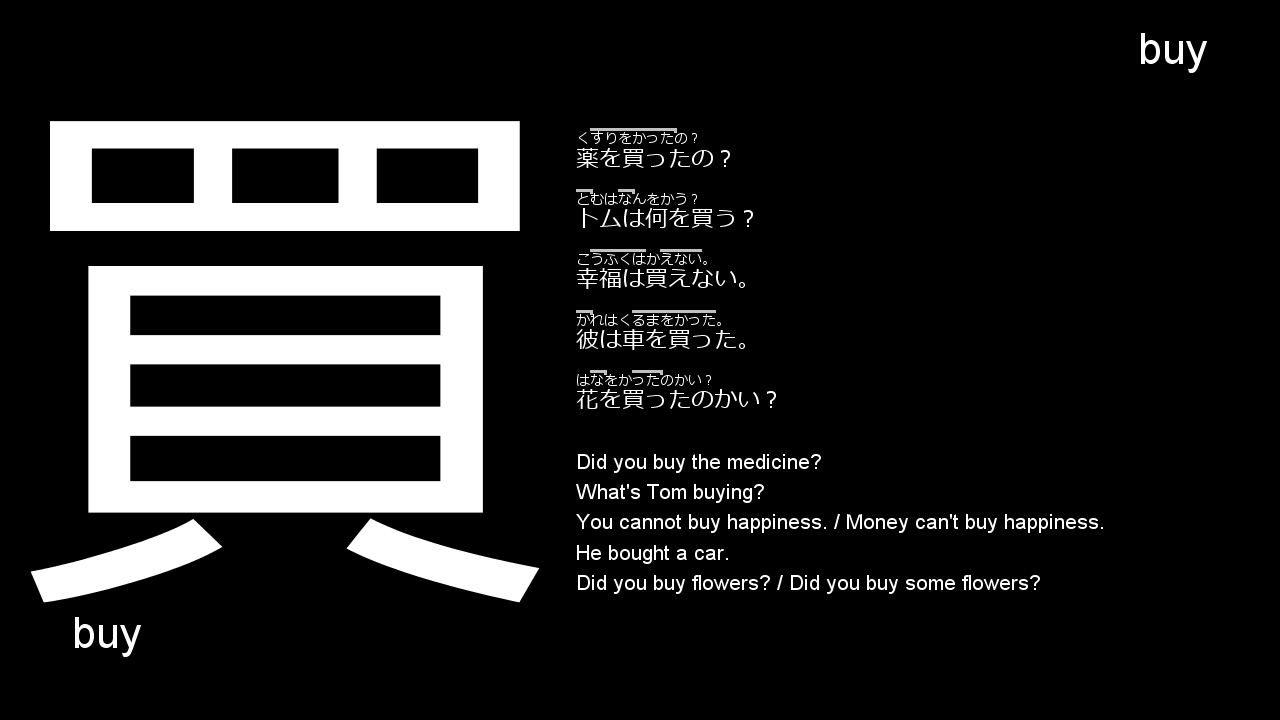 buy
買
くすりをかったの？
薬を買ったの？
とむはなんをかう？
トムは何を買う？
こうふくはかえない。
幸福は買えない。
かれはくるまをかった。
彼は車を買った。
はなをかったのかい？
花を買ったのかい？
Did you buy the medicine?
What's Tom buying?
You cannot buy happiness. / Money can't buy happiness.
He bought a car.
Did you buy flowers? / Did you buy some flowers?
buy